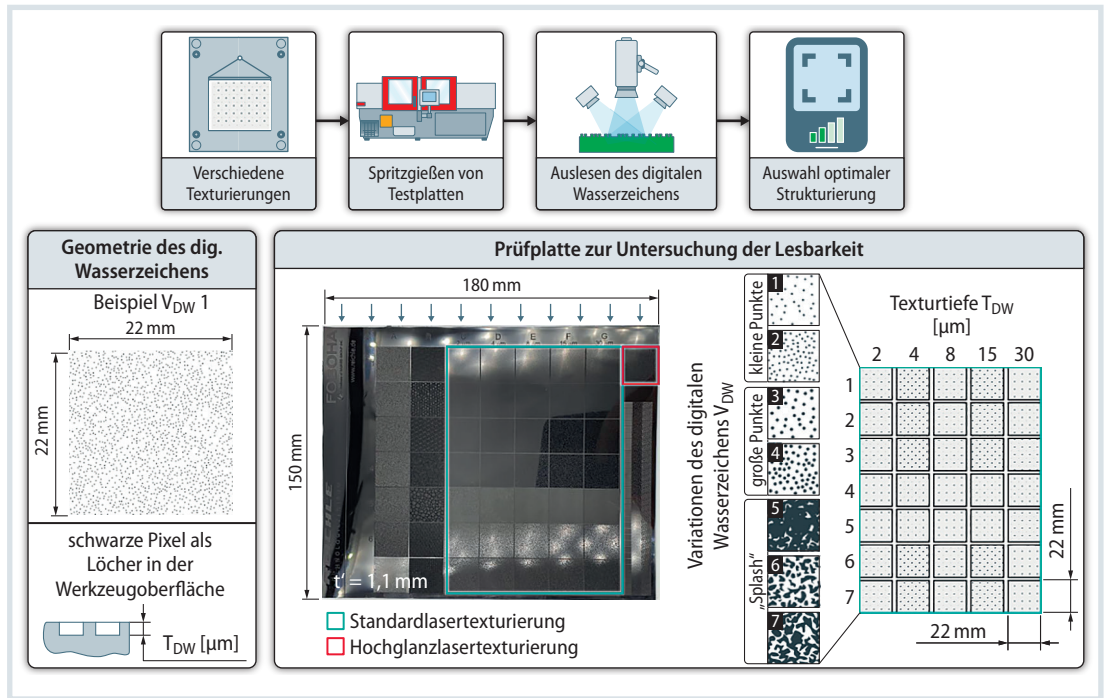 Verschiedene
Texturierungen
Spritzgießen von
Testplatten
Auslesen des digitalen
Wasserzeichens
Auswahl optimaler
Strukturierung
Geometrie des dig.
Wasserzeichens
Beispiel V_DW 1
22 mm
22 mm
schwarze Pixel als
Löcher in der
Werkzeugoberfläche
T_DW [µm]
Prüfplatte zur Untersuchung der Lesbarkeit
180 mm
150 mm
D
E
F
G
t' = 1,1 mm
Standardlasertexturierung
Hochglanzlasertexturierung
Variationen des digitalen
Wasserzeichens V_DW
kleine Punkte
1
2
große Punkte
3
4
„Splash“
5
6
7
Texturtiefe T_DW
[µm]
2 4 8 15 30
1
2
3
4
5
6
7
22 mm
22 mm